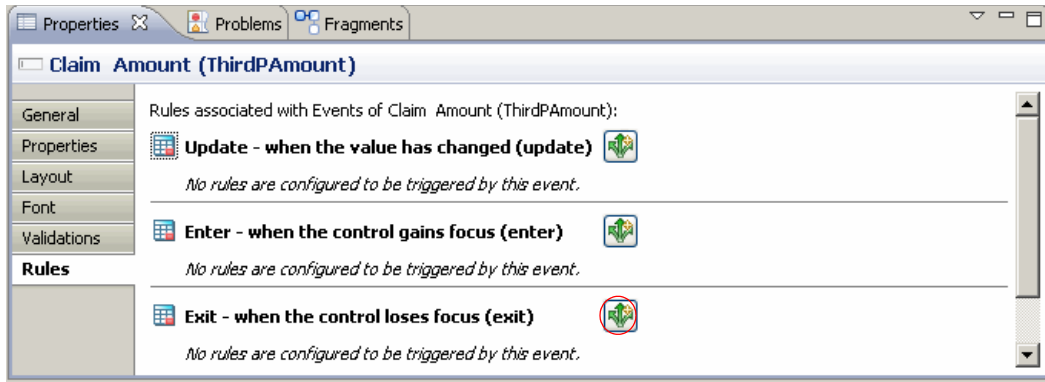 Properties Problems Fragments
Claim Amount (ThirdPAmount)
General
Properties
Layout
Font
Validations
Rules
Rules associated with Events of Claim Amount (ThirdPAmount):
Update - when the value has changed (update)
No rules are configured to be triggered by this event.
Enter - when the control gains focus (enter)
No rules are configured to be triggered by this event.
Exit - when the control loses focus (exit)
No rules are configured to be triggered by this event.